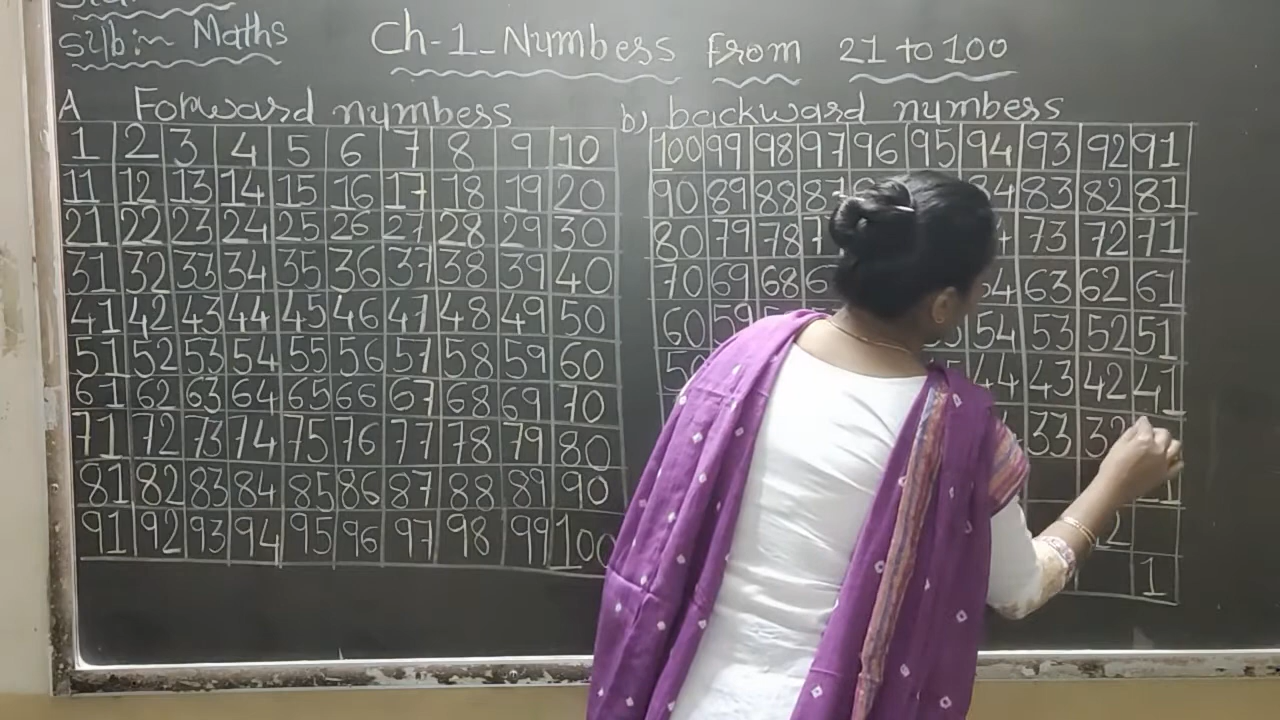 Sub:- Maths
Ch-1_Numbers from 21 to 100
A Forward numbers
b) backward numbers
1 2 3 4 5 6 7 8 9 10
11 12 13 14 15 16 17 18 19 20
21 22 23 24 25 26 27 28 29 30
31 32 33 34 35 36 37 38 39 40
41 42 43 44 45 46 47 48 49 50
51 52 53 54 55 56 57 58 59 60
61 62 63 64 65 66 67 68 69 70
71 72 73 74 75 76 77 78 79 80
81 82 83 84 85 86 87 88 89 90
91 92 93 94 95 96 97 98 99 100
100 99 98 97 96 95 94 93 92 91
90 89 88 87 84 83 82 81
80 79 78 73 72 71
70 69 68 63 62 61
60 59 54 53 52 51
44 43 42 41
33
1